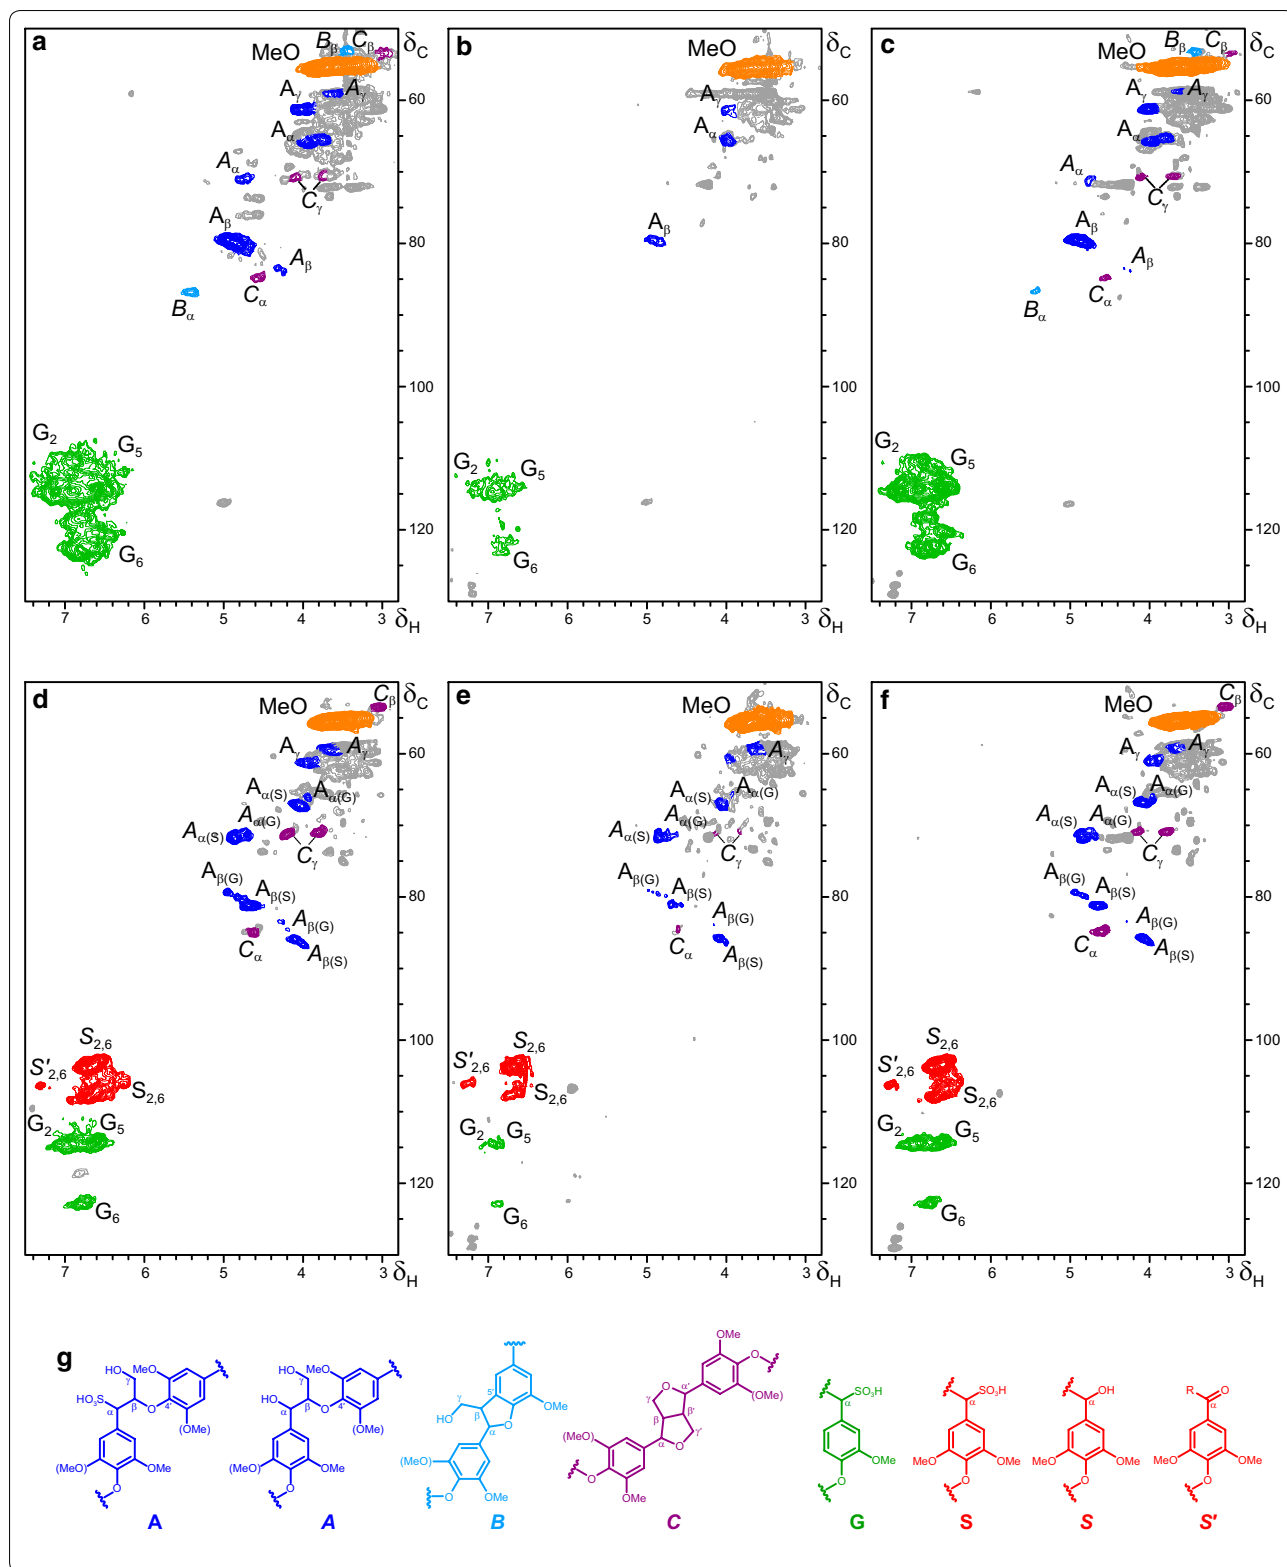 a
MeO
Bβ Cβ
δC
Aγ
Aγ
60
Aα
Aα
Cγ
Aβ
80
Aβ
Cα
Bα
100
G2
G5
120
G6
7 6 5 4 3 δH
b
MeO
δC
Aγ
60
Aα
Aβ
80
100
G2
G5
120
G6
7 6 5 4 3 δH
c
MeO
Bβ Cβ
δC
Aγ
Aγ
60
Aα
Aα
Cγ
Aβ
80
Aβ
Cα
Bα
100
G2
G5
120
G6
7 6 5 4 3 δH
d
MeO
Cβ
δC
Aγ
Aγ
60
Aα(S)
Aα(G)
Aα(S)
Aα(G)
Cγ
Aβ(G)
Aβ(S)
80
Aβ(G)
Cα
Aβ(S)
100
S2,6
S'2,6
S2,6
G2
G5
120
G6
7 6 5 4 3 δH
e
MeO
δC
Aγ
60
Aα(S)
Aα(G)
Aα(S)
Aα(G)
Cγ
Aβ(G)
Aβ(S)
80
Aβ(G)
Cα
Aβ(S)
100
S2,6
S'2,6
S2,6
G2
G5
120
G6
7 6 5 4 3 δH
f
MeO
Cβ
δC
Aγ
Aγ
60
Aα(S)
Aα(G)
Aα(S)
Aα(G)
Cγ
Aβ(G)
Aβ(S)
80
Aβ(G)
Cα
Aβ(S)
100
S2,6
S'2,6
S2,6
G2
G5
120
G6
7 6 5 4 3 δH
g
HO
γ
MeO
HO3S
α
β
O
4'
(OMe)
(MeO)
OMe
O
A
HO
γ
MeO
HO
α
β
O
4'
(OMe)
(MeO)
OMe
O
A
γ
HO
5'
β
α
O
OMe
(MeO)
O
OMe
B
OMe
O
(OMe)
O
α'
γ
β
β'
γ'
α
O
(MeO)
O
OMe
C
SO3H
α
OMe
O
G
SO3H
α
MeO
OMe
O
S
OH
α
MeO
OMe
O
S
R
O
α
MeO
OMe
O
S'